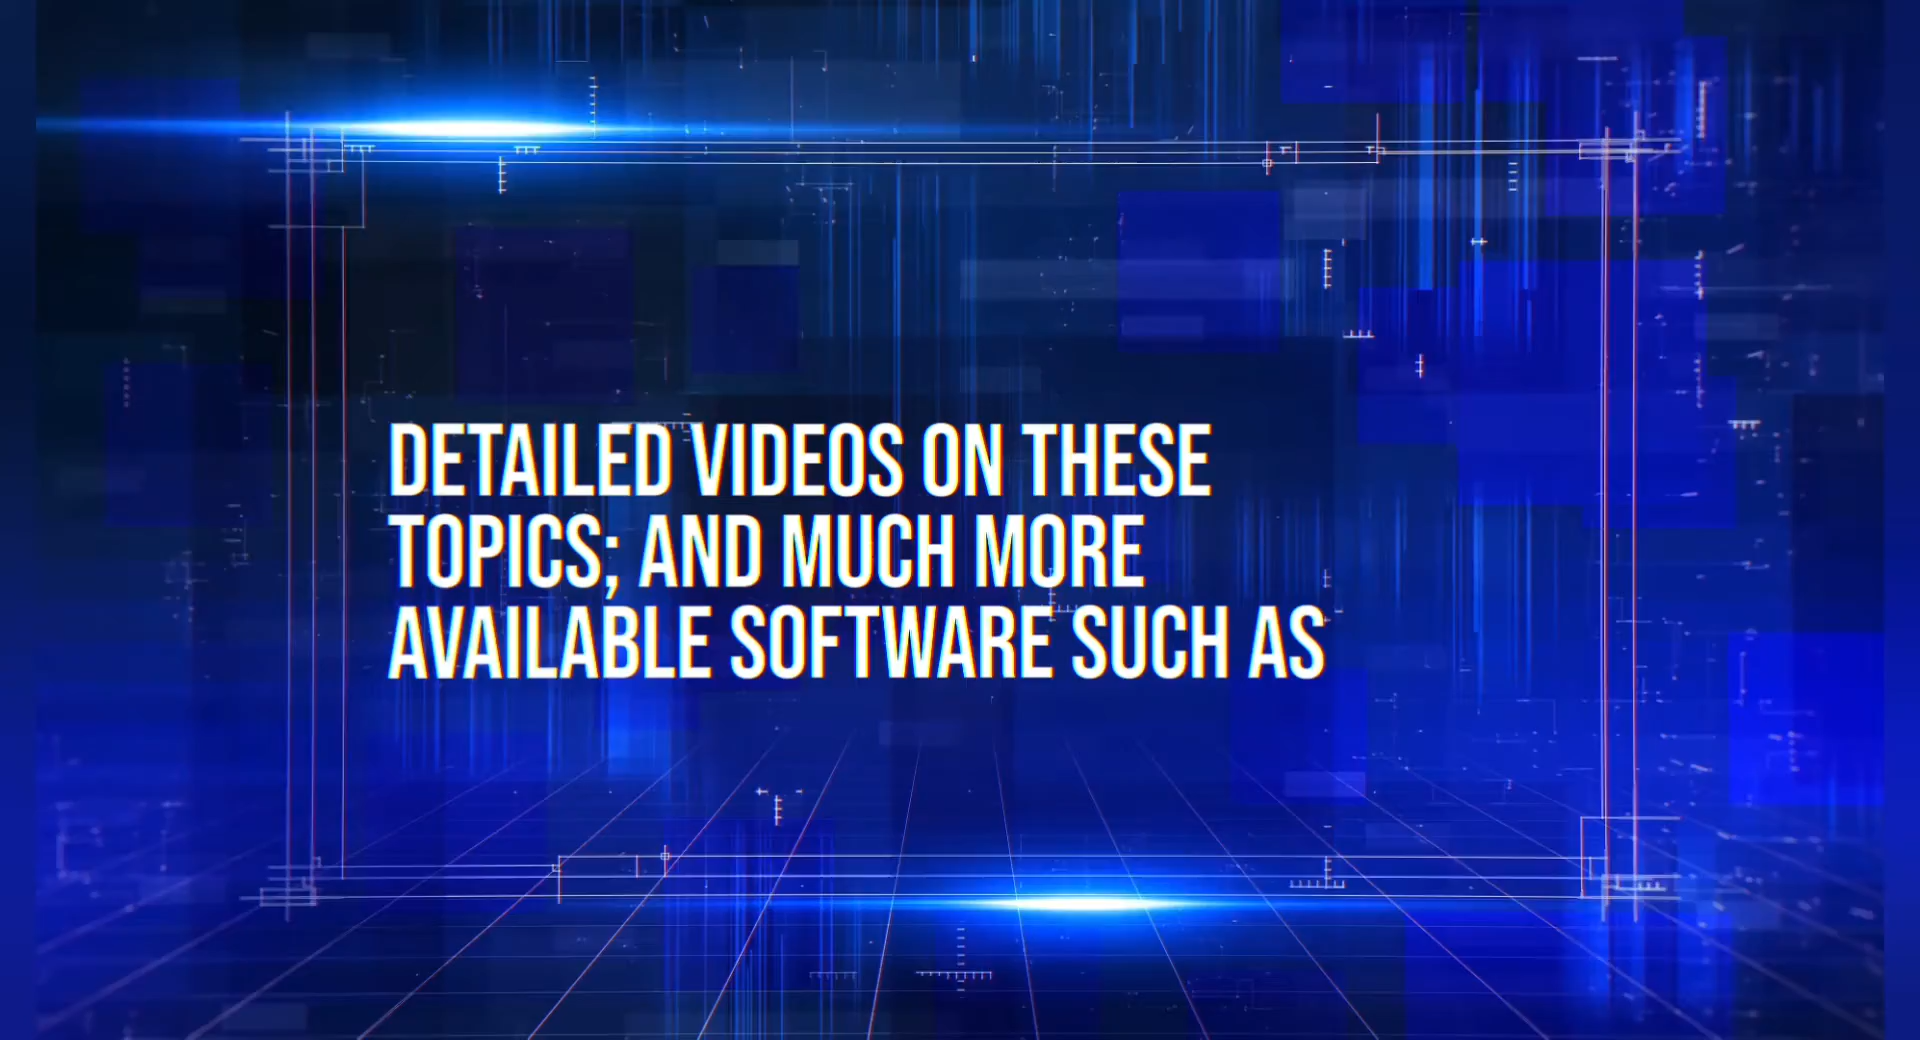 DETAILED VIDEOS ON THESE
TOPICS; AND MUCH MORE
AVAILABLE SOFTWARE SUCH AS